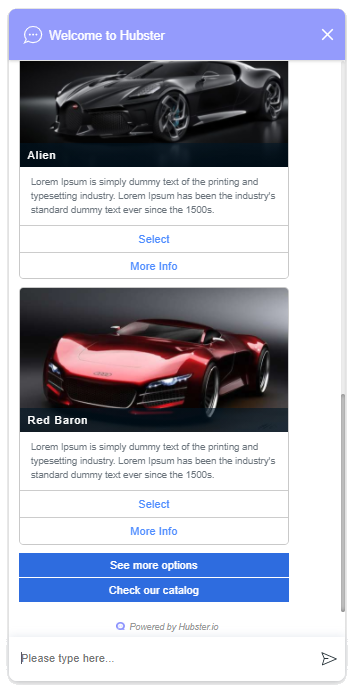 Welcome to Hubster
Alien
Lorem Ipsum is simply dummy text of the printing and
typesetting industry. Lorem Ipsum has been the industry's
standard dummy text ever since the 1500s.
Select
More Info
Red Baron
Lorem Ipsum is simply dummy text of the printing and
typesetting industry. Lorem Ipsum has been the industry's
standard dummy text ever since the 1500s.
Select
More Info
See more options
Check our catalog
Powered by Hubster.io
Please type here...